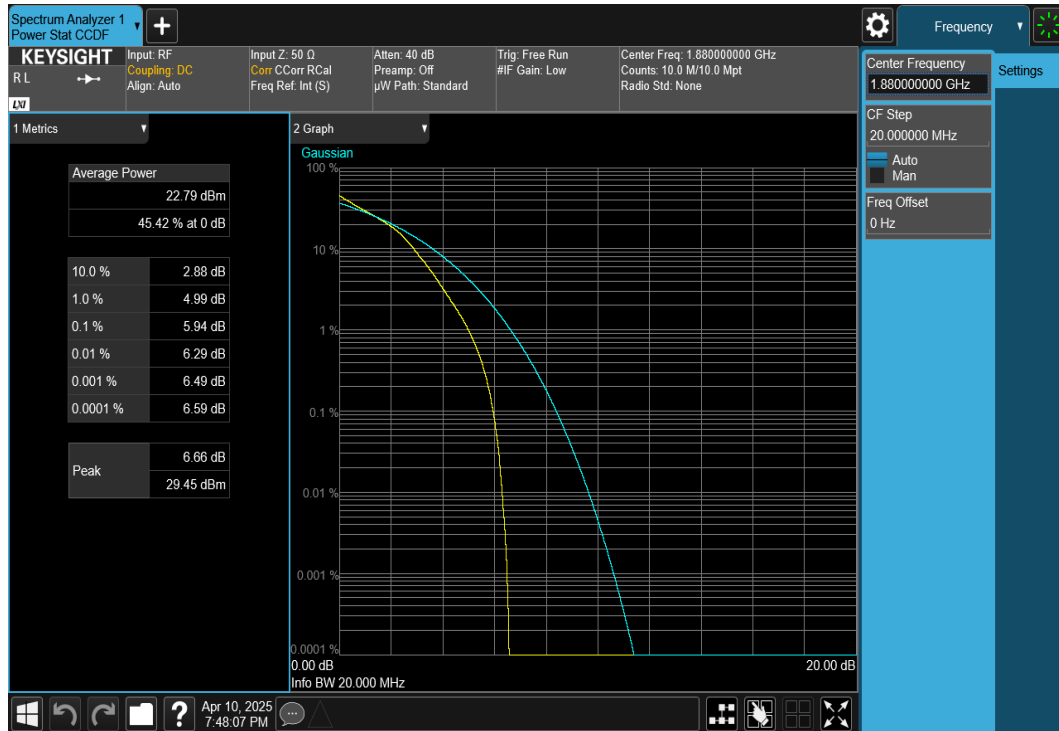 Spectrum Analyzer 1
Power Stat CCDF
Frequency
KEYSIGHT
R L
LXI
Input: RF
Coupling: DC
Align: Auto
Input Z: 50 Ω
Corr CCorr RCal
Freq Ref: Int (S)
Atten: 40 dB
Preamp: Off
µW Path: Standard
Trig: Free Run
#IF Gain: Low
Center Freq: 1.880000000 GHz
Counts: 10.0 M/10.0 Mpt
Radio Std: None
Center Frequency
1.880000000 GHz
Settings
CF Step
20.000000 MHz
Auto
Man
Freq Offset
0 Hz
1 Metrics
Average Power
22.79 dBm
45.42 % at 0 dB
10.0 % 2.88 dB
1.0 % 4.99 dB
0.1 % 5.94 dB
0.01 % 6.29 dB
0.001 % 6.49 dB
0.0001 % 6.59 dB
Peak
6.66 dB
29.45 dBm
2 Graph
Gaussian
100 %
10 %
1 %
0.1 %
0.01 %
0.001 %
0.0001 %
0.00 dB 20.00 dB
Info BW 20.000 MHz
?
Apr 10, 2025
7:48:07 PM